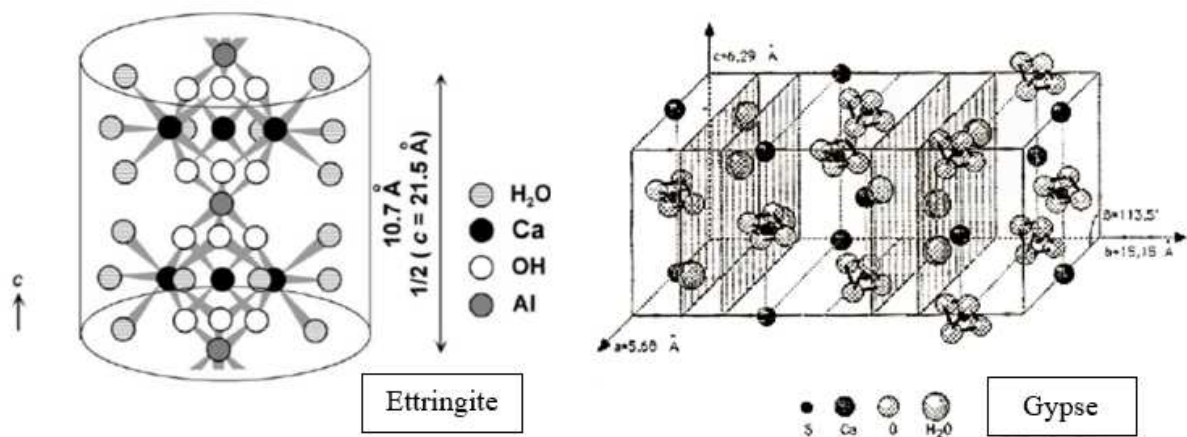 c
10.7 Å
1/2 ( c = 21.5 Å)
H₂O
Ca
OH
Al
Ettringite
c=6,29 Å
β=113,5°
b=15,15 Å
a=5,68 Å
S Ca O H₂O
Gypse